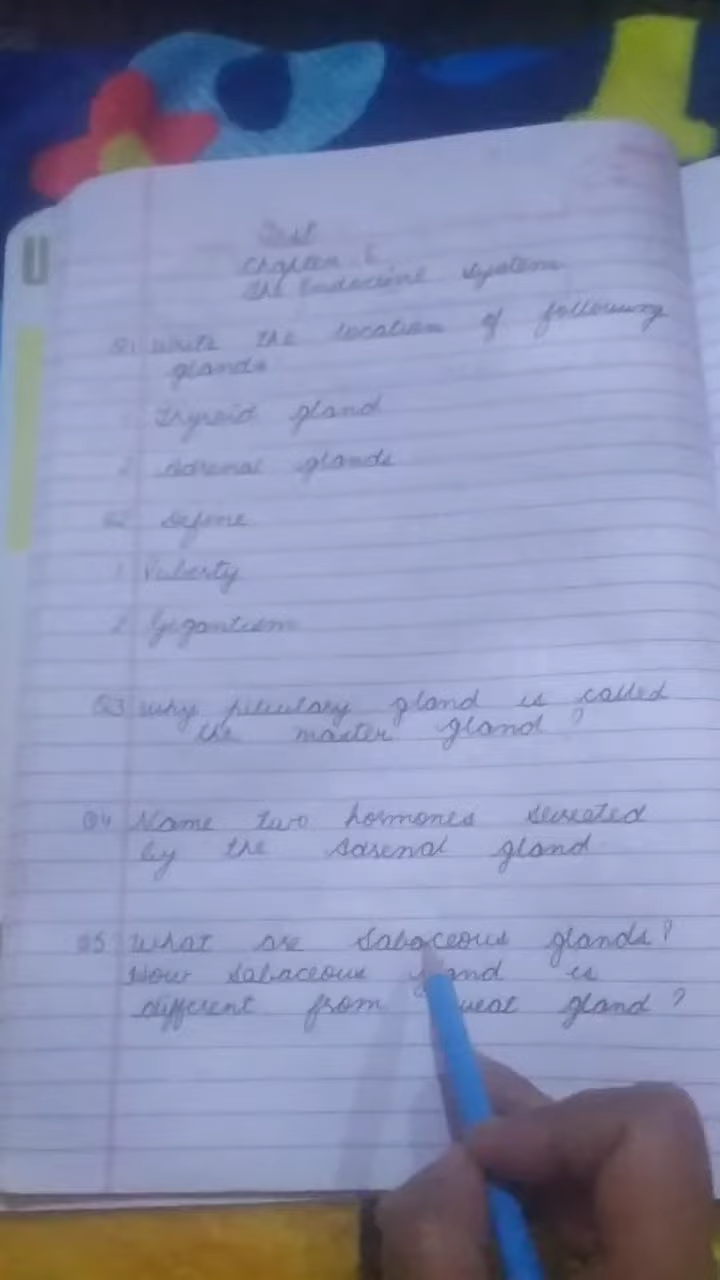 Test
Chapter 6
The Endocrine system
Q1 Write the location of following
glands
1 Thyroid gland
2 Adrenal glands
Q2 Define
1 Puberty
2 Gigantism
Q3 Why pituitary gland is called
the master gland ?
Q4 Name two hormones secreted
by the Adrenal gland
Q5 What are Sabaceous glands?
How Sabaceous gland is
different from sweat gland ?